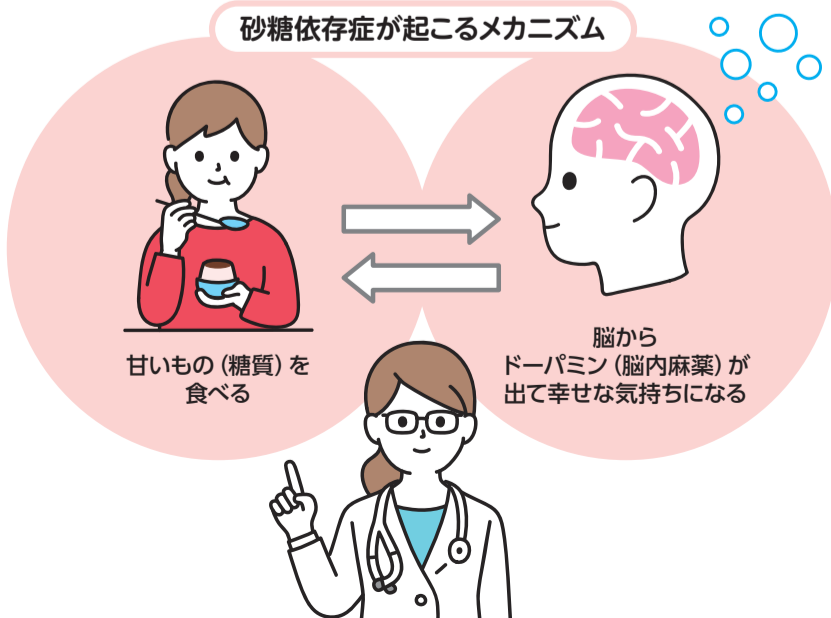 砂糖依存症が起こるメカニズム
甘いもの（糖質）を
食べる
脳から
ドーパミン（脳内麻薬）が
出て幸せな気持ちになる